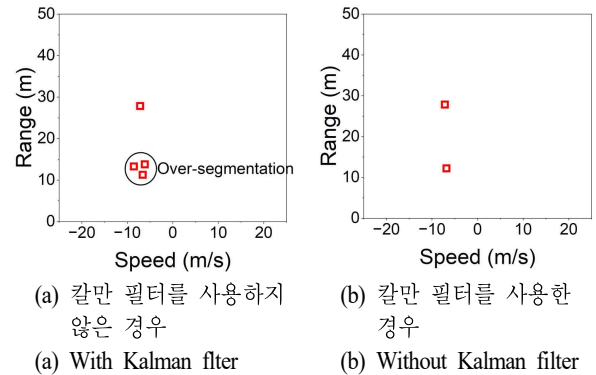 50
40
30
20
10
0
Range (m)
Over-segmentation
−20 −10 0 10 20
Speed (m/s)
50
40
30
20
10
0
Range (m)
−20 −10 0 10 20
Speed (m/s)
(a) 칼만 필터를 사용하지
않은 경우
(a) With Kalman flter
(b) 칼만 필터를 사용한
경우
(b) Without Kalman filter